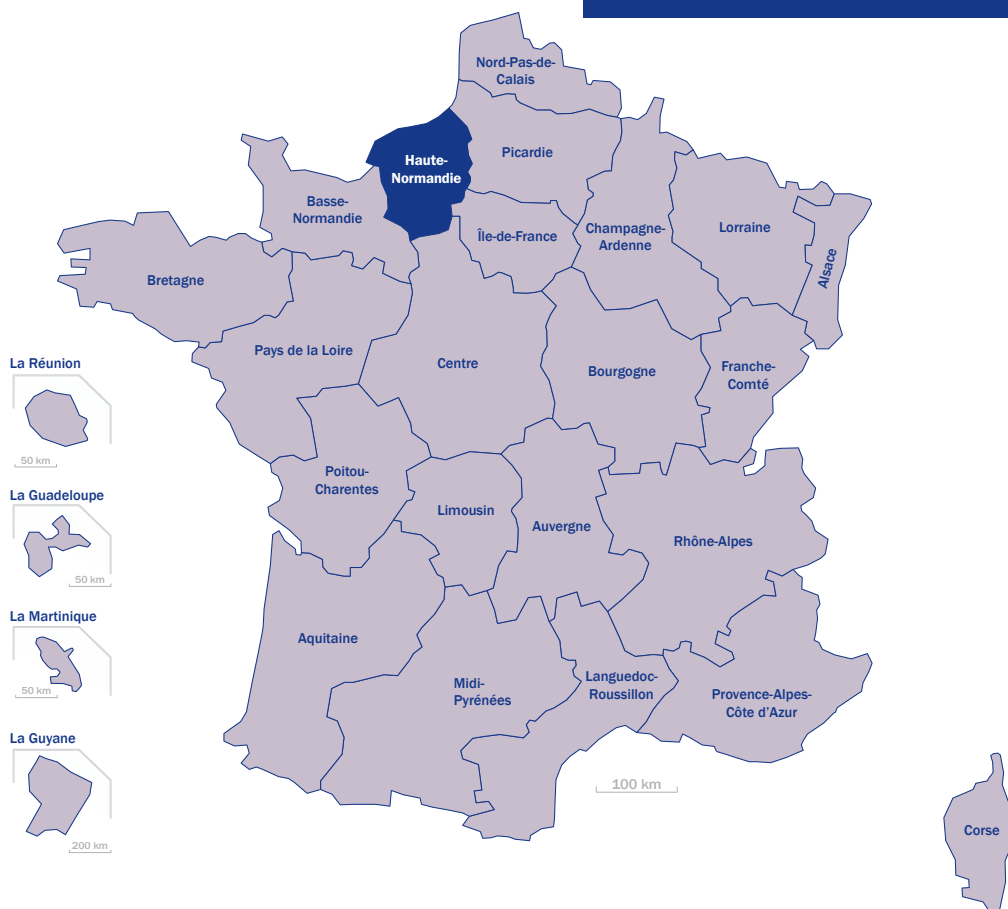 Nord-Pas-de-
Calais
Picardie
Haute-
Normandie
Basse-
Normandie
Île-de-France
Champagne-
Ardenne
Lorraine
Alsace
Bretagne
Pays de la Loire
Centre
Bourgogne
Franche-
Comté
La Réunion
50 km
Poitou-
Charentes
Limousin
Auvergne
Rhône-Alpes
La Guadeloupe
50 km
La Martinique
50 km
Aquitaine
Midi-
Pyrénées
Languedoc-
Roussillon
Provence-Alpes-
Côte d'Azur
La Guyane
200 km
100 km
Corse